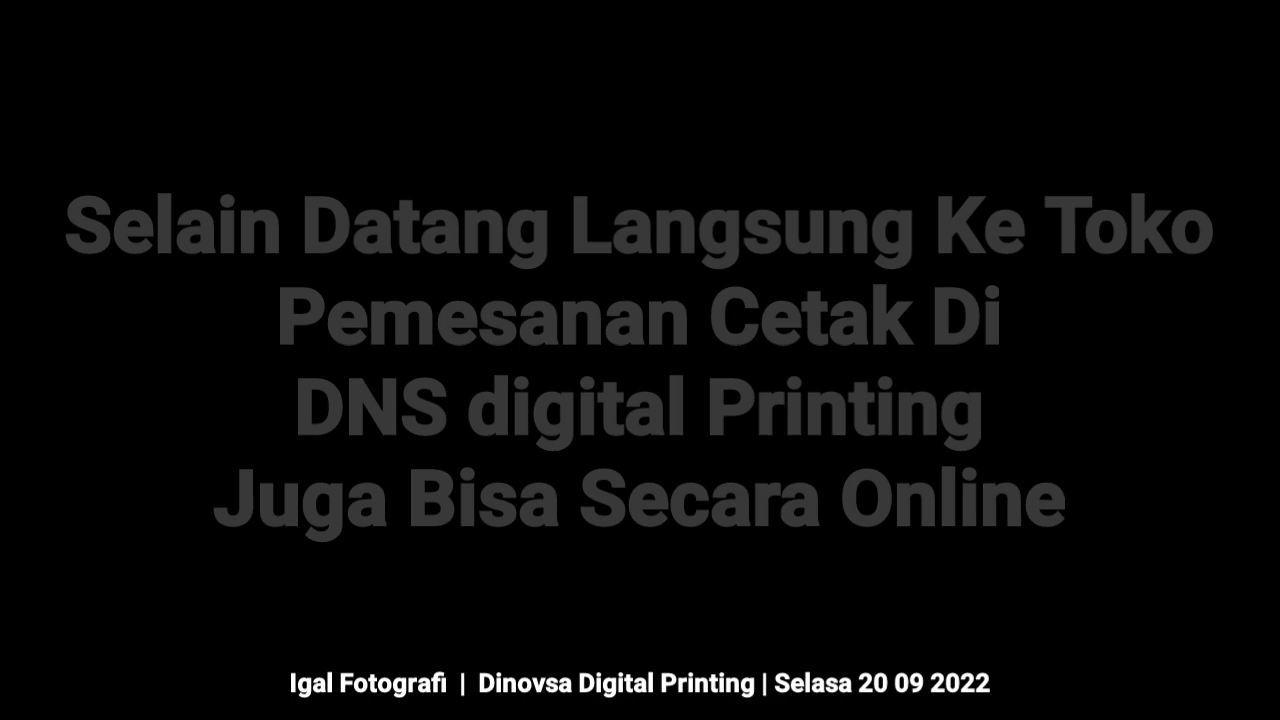 Selain Datang Langsung Ke Toko
Pemesanan Cetak Di
DNS digital Printing
Juga Bisa Secara Online
Igal Fotografi | Dinovsa Digital Printing | Selasa 20 09 2022